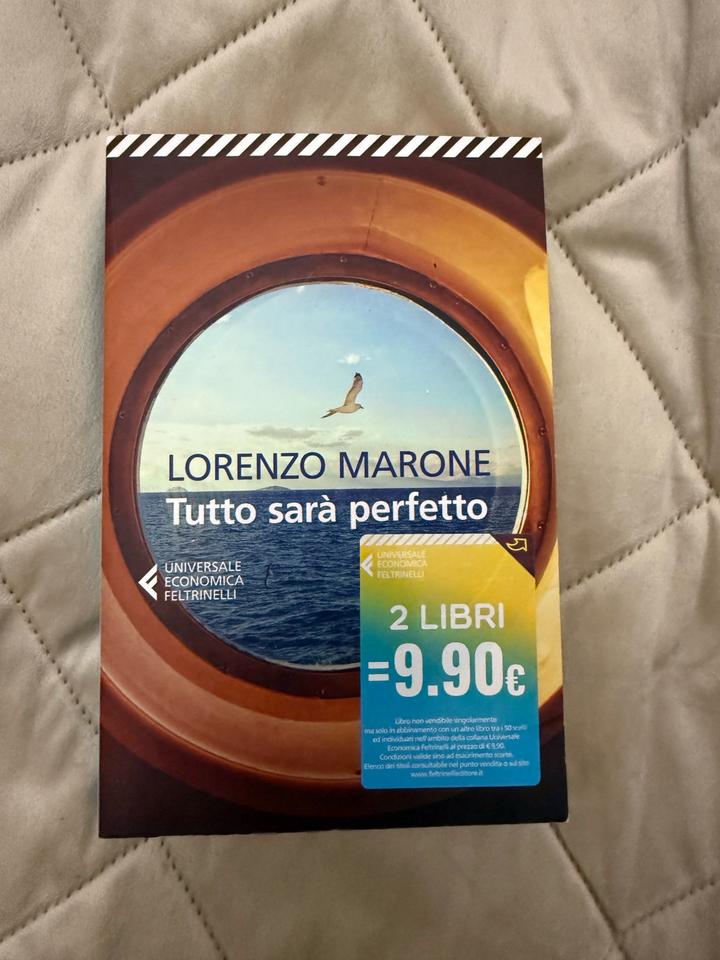 LORENZO MARONE
Tutto sarà perfetto
UNIVERSALE
ECONOMICA
FELTRINELLI
UNIVERSALE
ECONOMICA
FELTRINELLI
2 LIBRI
=9.90€
Libro non vendibile singolarmente
ma solo in abbinamento con un altro libro tra i 50 scelti
ed individuati nell'ambito della collana Universale
Economica Feltrinelli al prezzo di € 9,90.
Condizioni valide sino ad esaurimento scorte.
Elenco dei titoli consultabile nel punto vendita o sul sito
www.feltrinellieditore.it